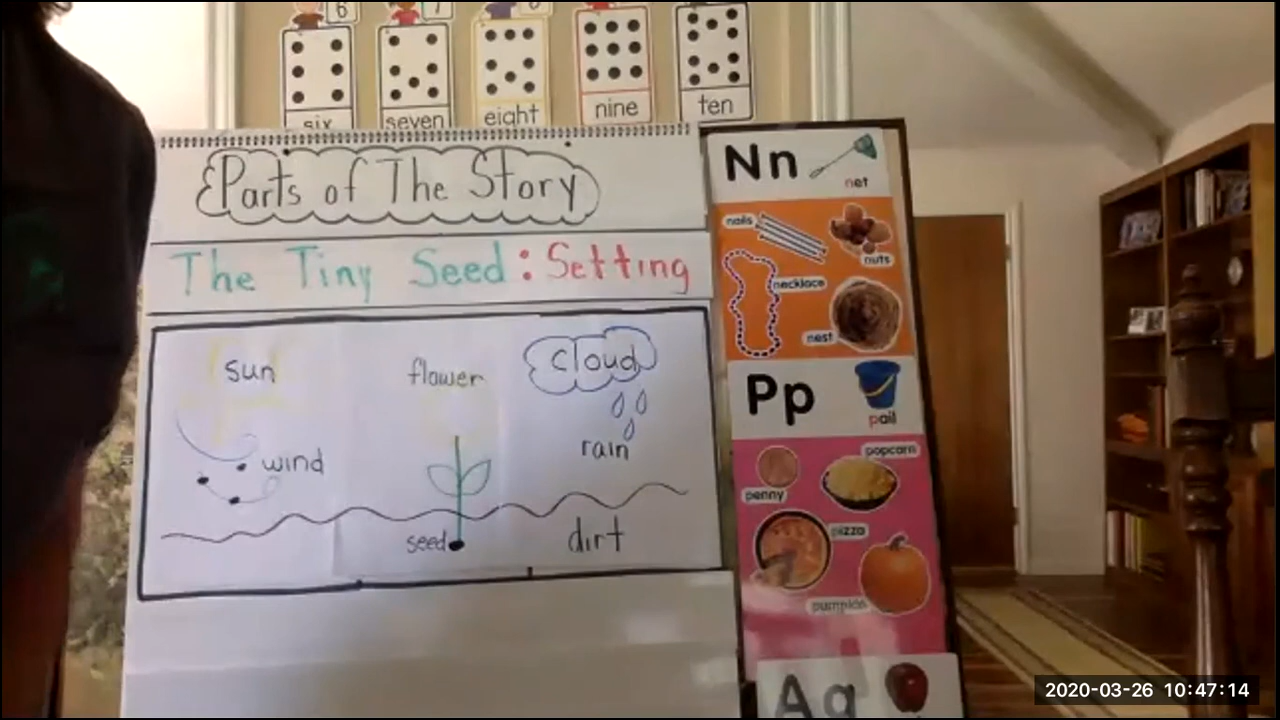 6 7
six seven eight nine ten
Parts of The Story
The Tiny Seed: Setting
sun
flower
cloud
wind
rain
seed
dirt
Nn
net
nails
nuts
necklace
nest
Pp
pail
popcorn
penny
pizza
pumpkin
Aa
2020-03-26 10:47:14